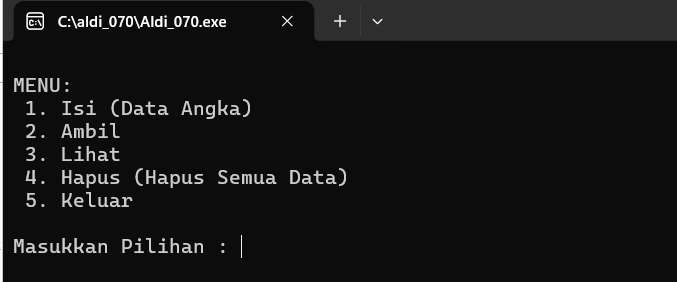 C:\aldi_070\Aldi_070.exe
MENU:
1. Isi (Data Angka)
2. Ambil
3. Lihat
4. Hapus (Hapus Semua Data)
5. Keluar
Masukkan Pilihan :